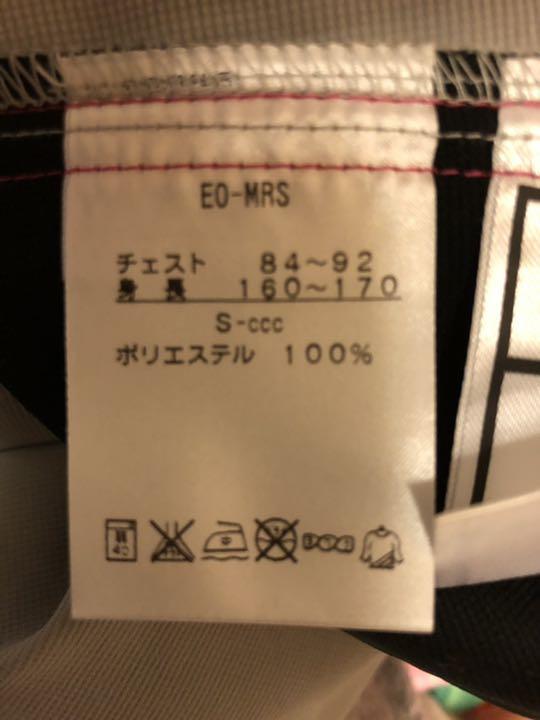 EO-MRS
チェスト 84～92
身長 160～170
S-ccc
ポリエステル 100%